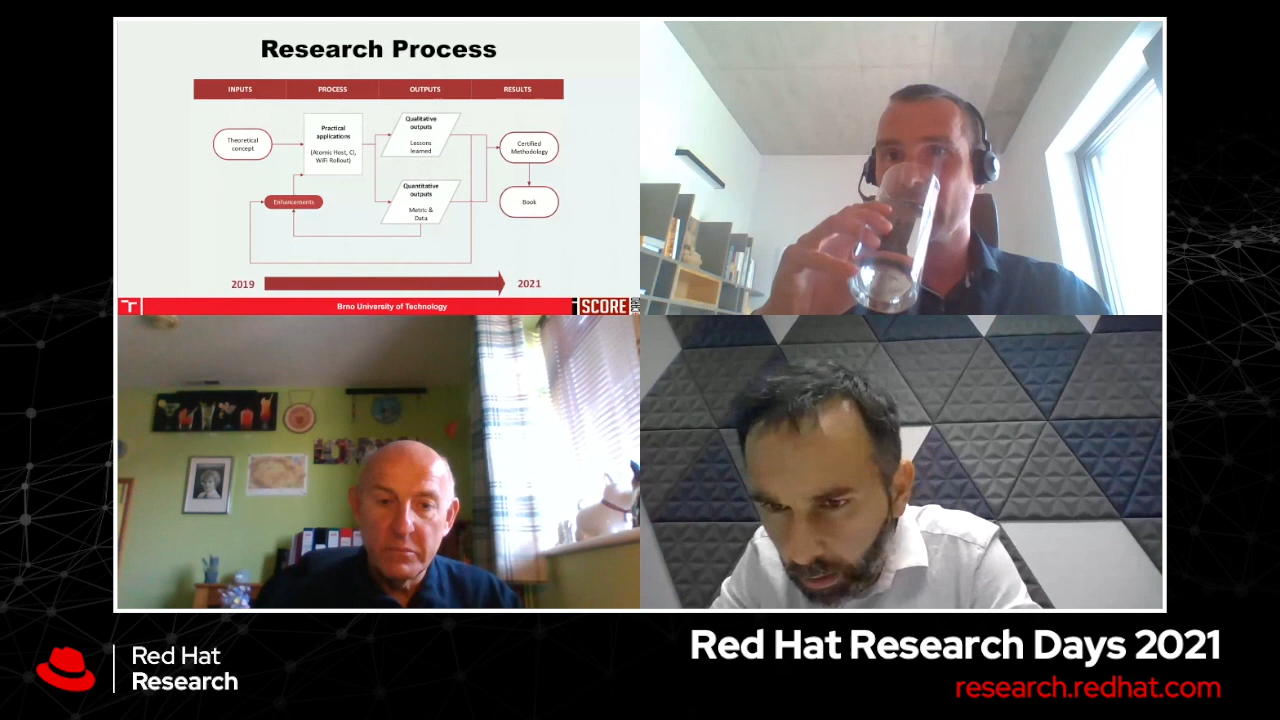 Research Process
INPUTS PROCESS OUTPUTS RESULTS
Theoretical
concept
Practical
applications
(Atomic Host, CI,
WiFi Rollout)
Qualitative
outputs
Lessons
learned
Certified
Methodology
Enhancements
Quantitative
outputs
Metric &
Data
Book
2019
2021
Brno University of Technology
SCORE
Red Hat
Research
Red Hat Research Days 2021
research.redhat.com